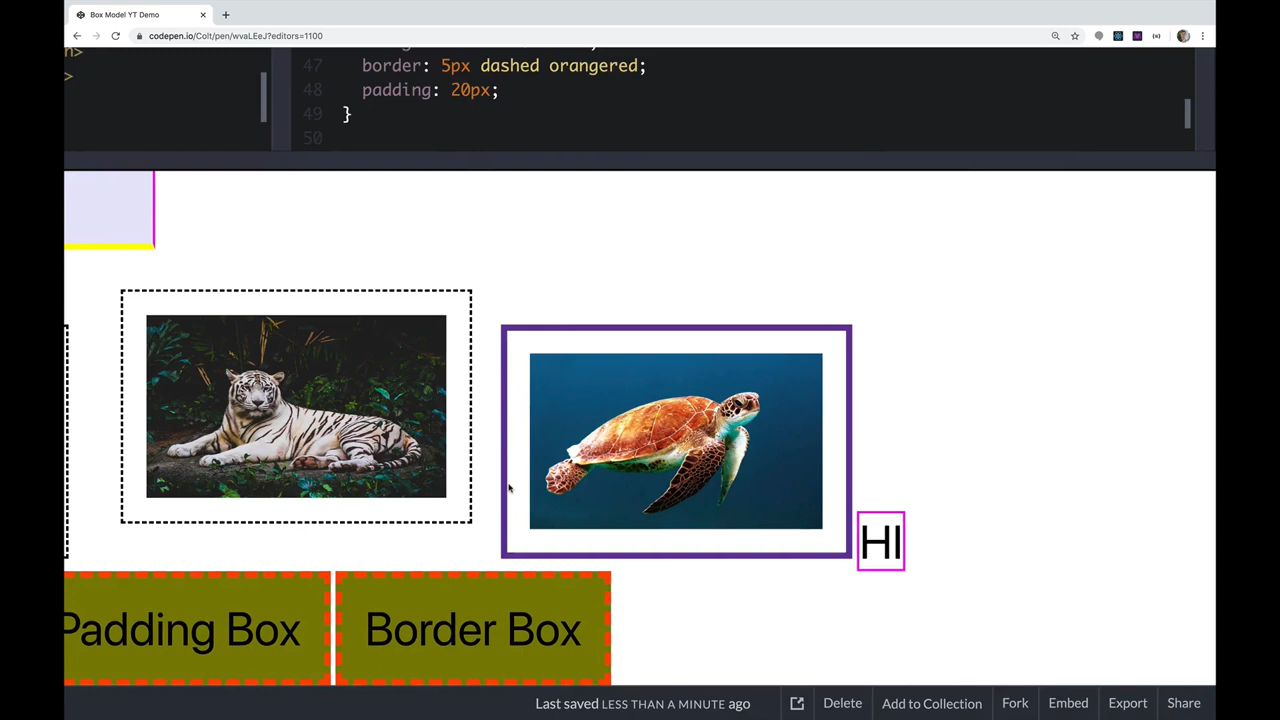 Box Model YT Demo
codepen.io/Colt/pen/wvaLEeJ?editors=1100
>
>
47 border: 5px dashed orangered;
48 padding: 20px;
49 }
50
HI
Padding Box
Border Box
Last saved LESS THAN A MINUTE ago
Delete
Add to Collection
Fork
Embed
Export
Share